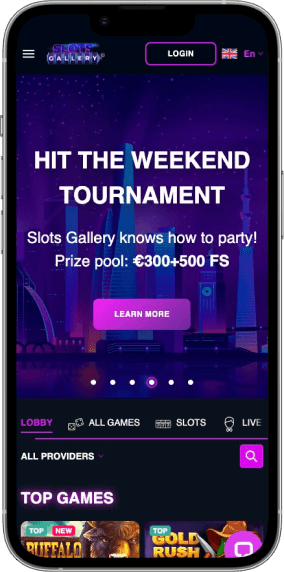 SLOTS
GALLERY
LOGIN
En
HIT THE WEEKEND
TOURNAMENT
Slots Gallery knows how to party!
Prize pool: €300+500 FS
LEARN MORE
LOBBY
ALL GAMES
SLOTS
LIVE
ALL PROVIDERS
TOP GAMES
TOP NEW
BUFFALO
TOP
GOLD
RUSH